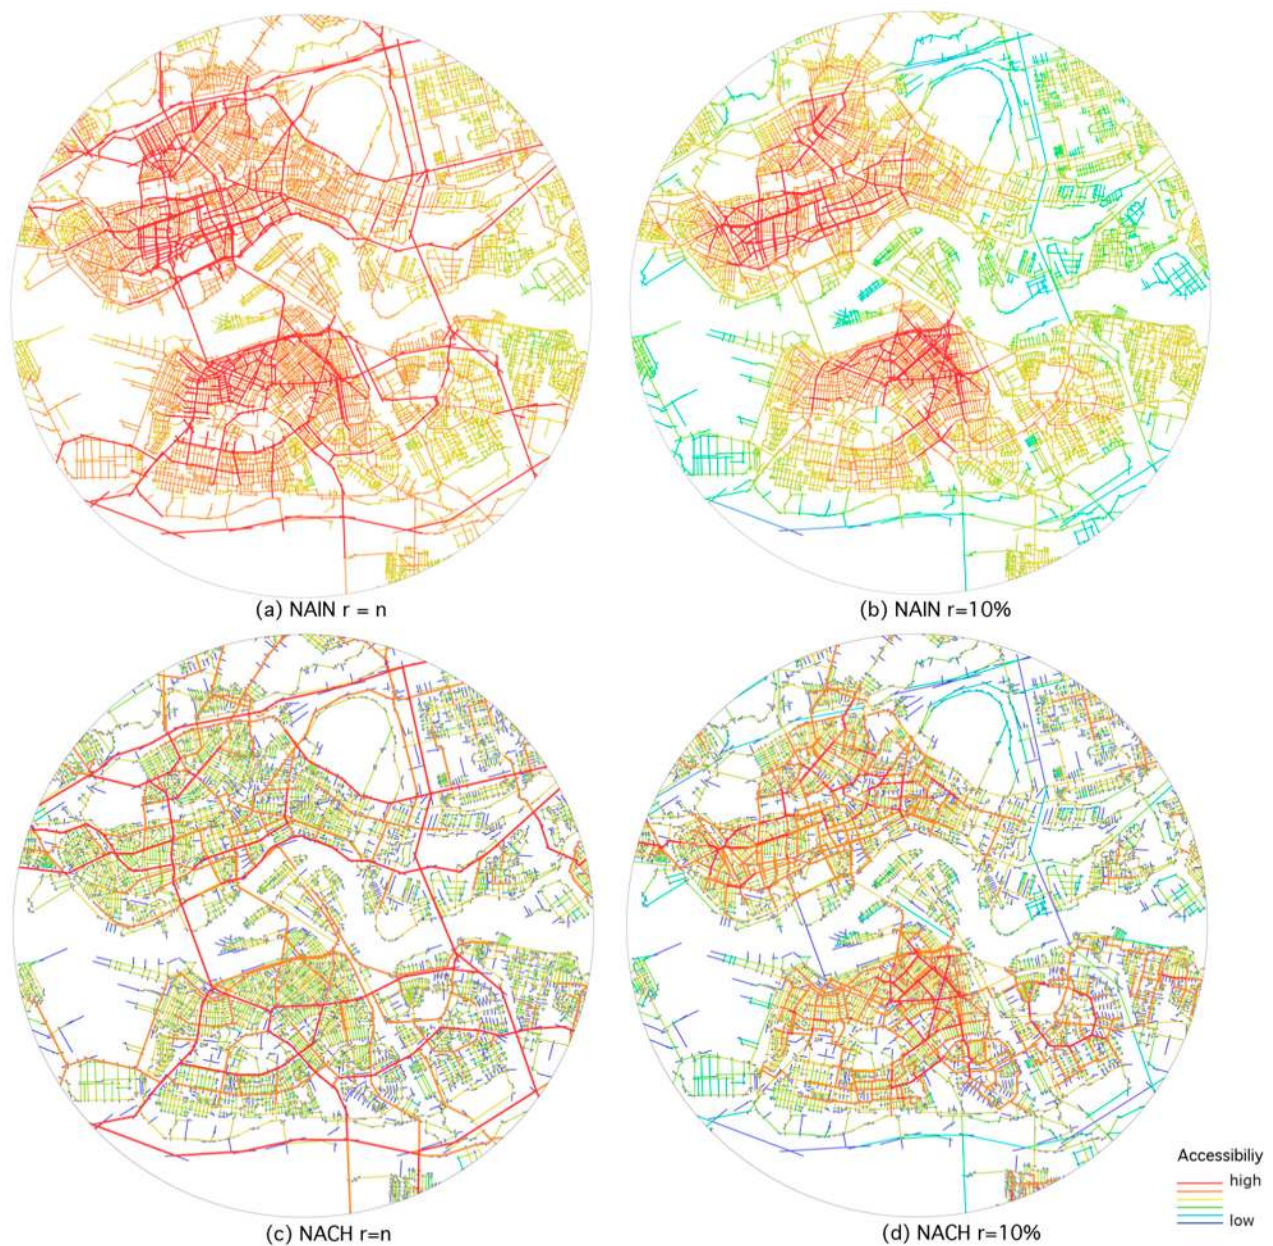 (a) NAIN r = n
(b) NAIN r=10%
Accessibiliy
high
low
(c) NACH r=n
(d) NACH r=10%